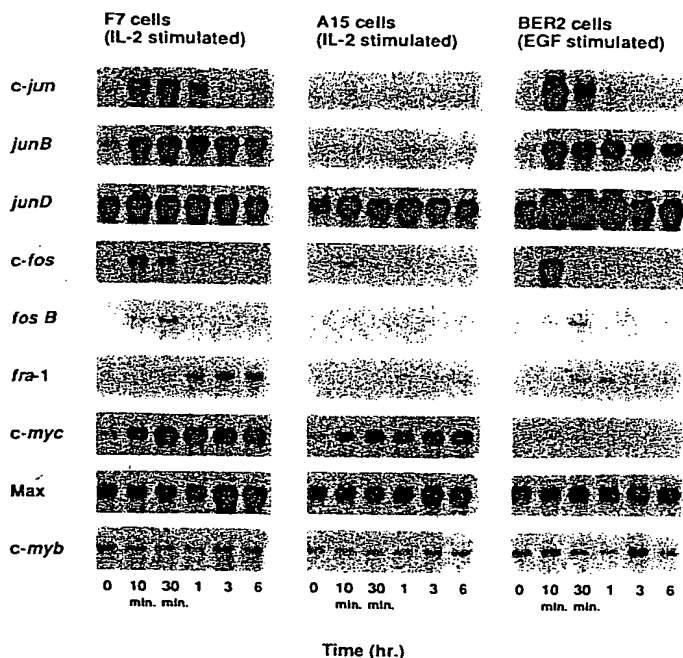 F7 cells (IL-2 stimulated)
A15 cells (IL-2 stimulated)
BER2 cells (EGF stimulated)
c-jun
junB
junD
c-fos
fos B
fra-1
c-myc
Max
c-myb
0 10 min. 30 min. 1 3 6
0 10 min. 30 min. 1 3 6
0 10 min. 30 min. 1 3 6
Time (hr.)